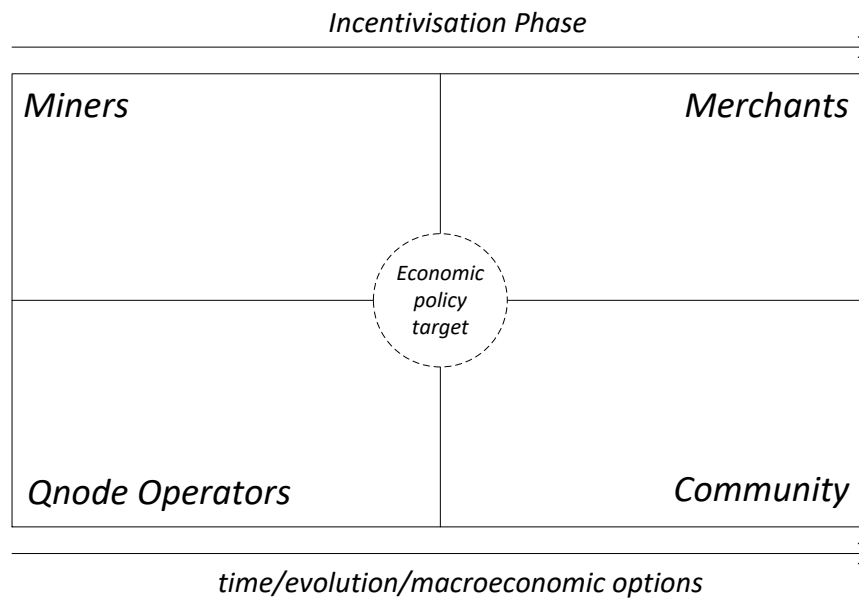 Incentivisation Phase
Miners
Merchants
Economic
policy
target
Qnode Operators
Community
time/evolution/macroeconomic options